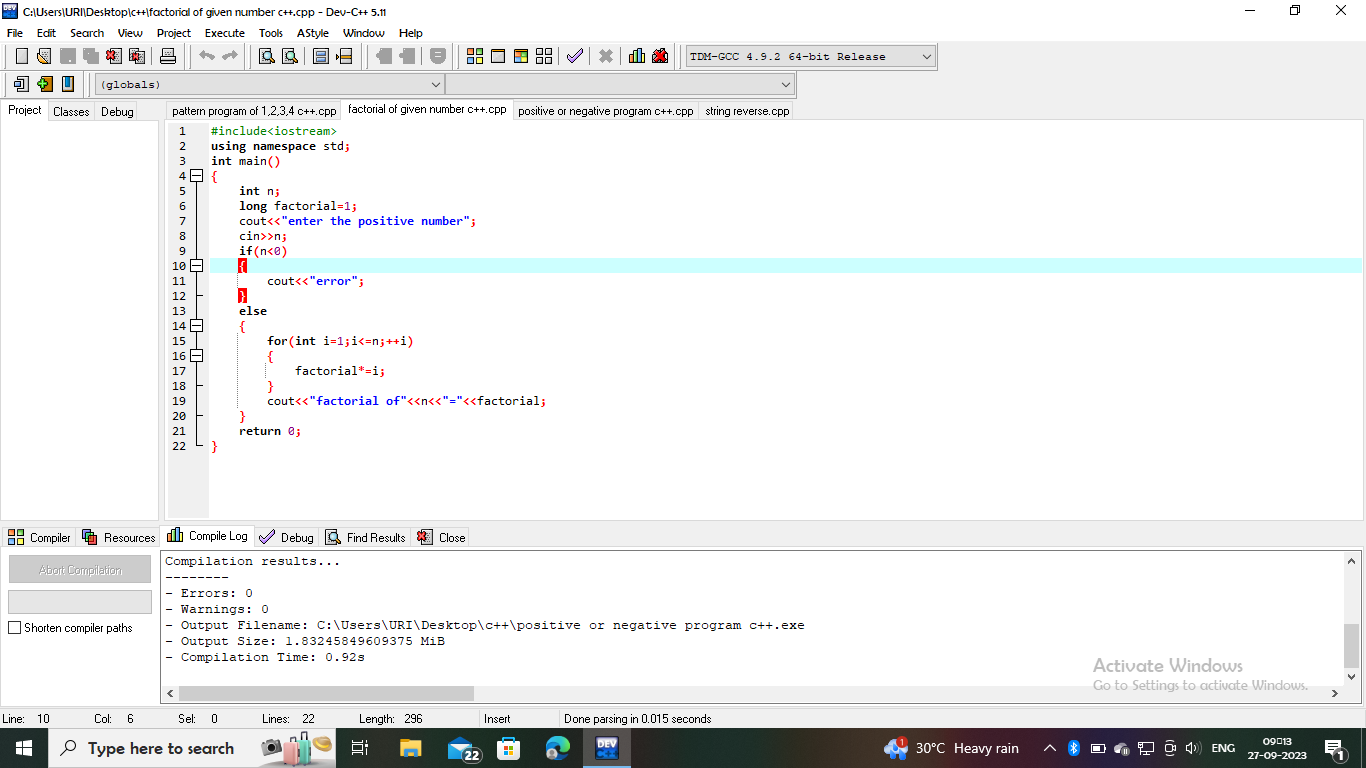 C:\Users\URI\Desktop\c++\factorial of given number c++.cpp - Dev-C++ 5.11
File Edit Search View Project Execute Tools AStyle Window Help
TDM-GCC 4.9.2 64-bit Release
(globals)
Project Classes Debug
pattern program of 1,2,3,4 c++.cpp factorial of given number c++.cpp positive or negative program c++.cpp string reverse.cpp
1 #include<iostream>
2 using namespace std;
3 int main()
4 {
5 int n;
6 long factorial=1;
7 cout<<"enter the positive number";
8 cin>>n;
9 if(n<0)
10 {
11 cout<<"error";
12 }
13 else
14 {
15 for(int i=1;i<=n;++i)
16 {
17 factorial*=i;
18 }
19 cout<<"factorial of"<<n<<"="<<factorial;
20 }
21 return 0;
22 }
Compiler Resources Compile Log Debug Find Results Close
Abort Compilation
Shorten compiler paths
Compilation results...
--------
- Errors: 0
- Warnings: 0
- Output Filename: C:\Users\URI\Desktop\c++\positive or negative program c++.exe
- Output Size: 1.83245849609375 MiB
- Compilation Time: 0.92s
Activate Windows
Go to Settings to activate Windows.
Line: 10 Col: 6 Sel: 0 Lines: 22 Length: 296 Insert Done parsing in 0.015 seconds
Type here to search
22
DEV
1
30°C Heavy rain
ENG
09:13
27-09-2023
1